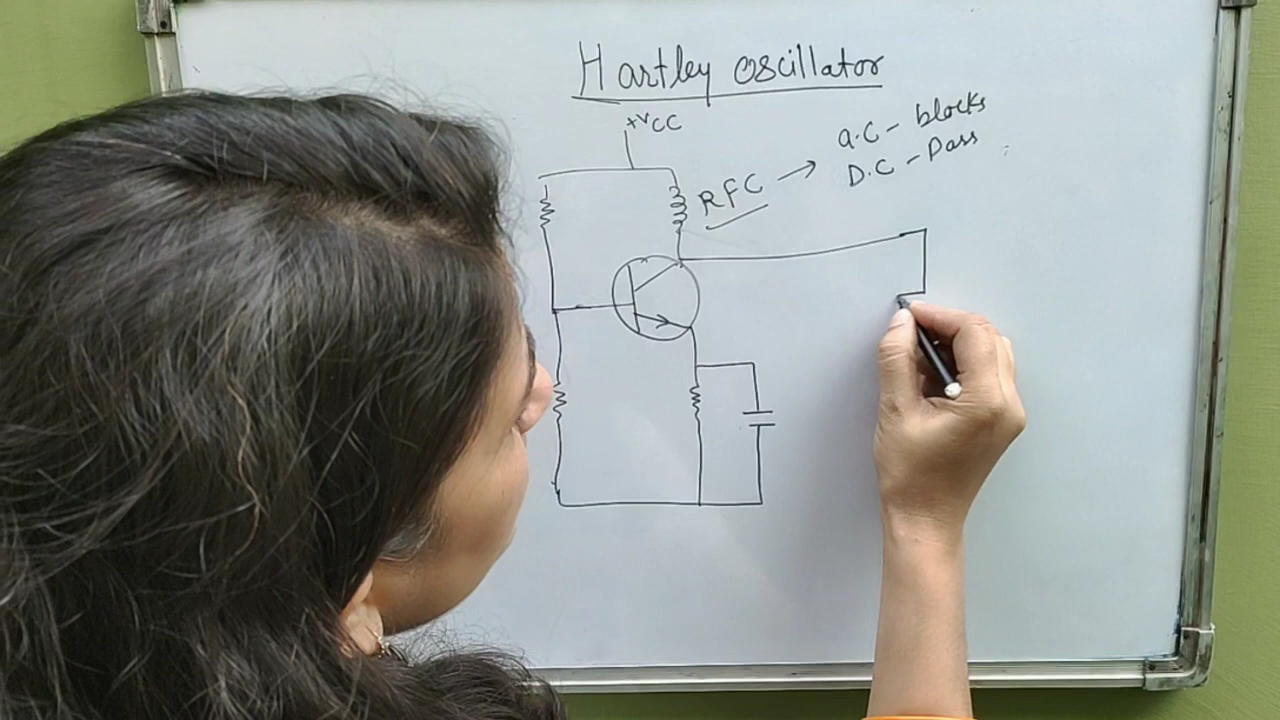 Hartley oscillator
+VCC
RFC → a.c - blocks
D.C - Pass